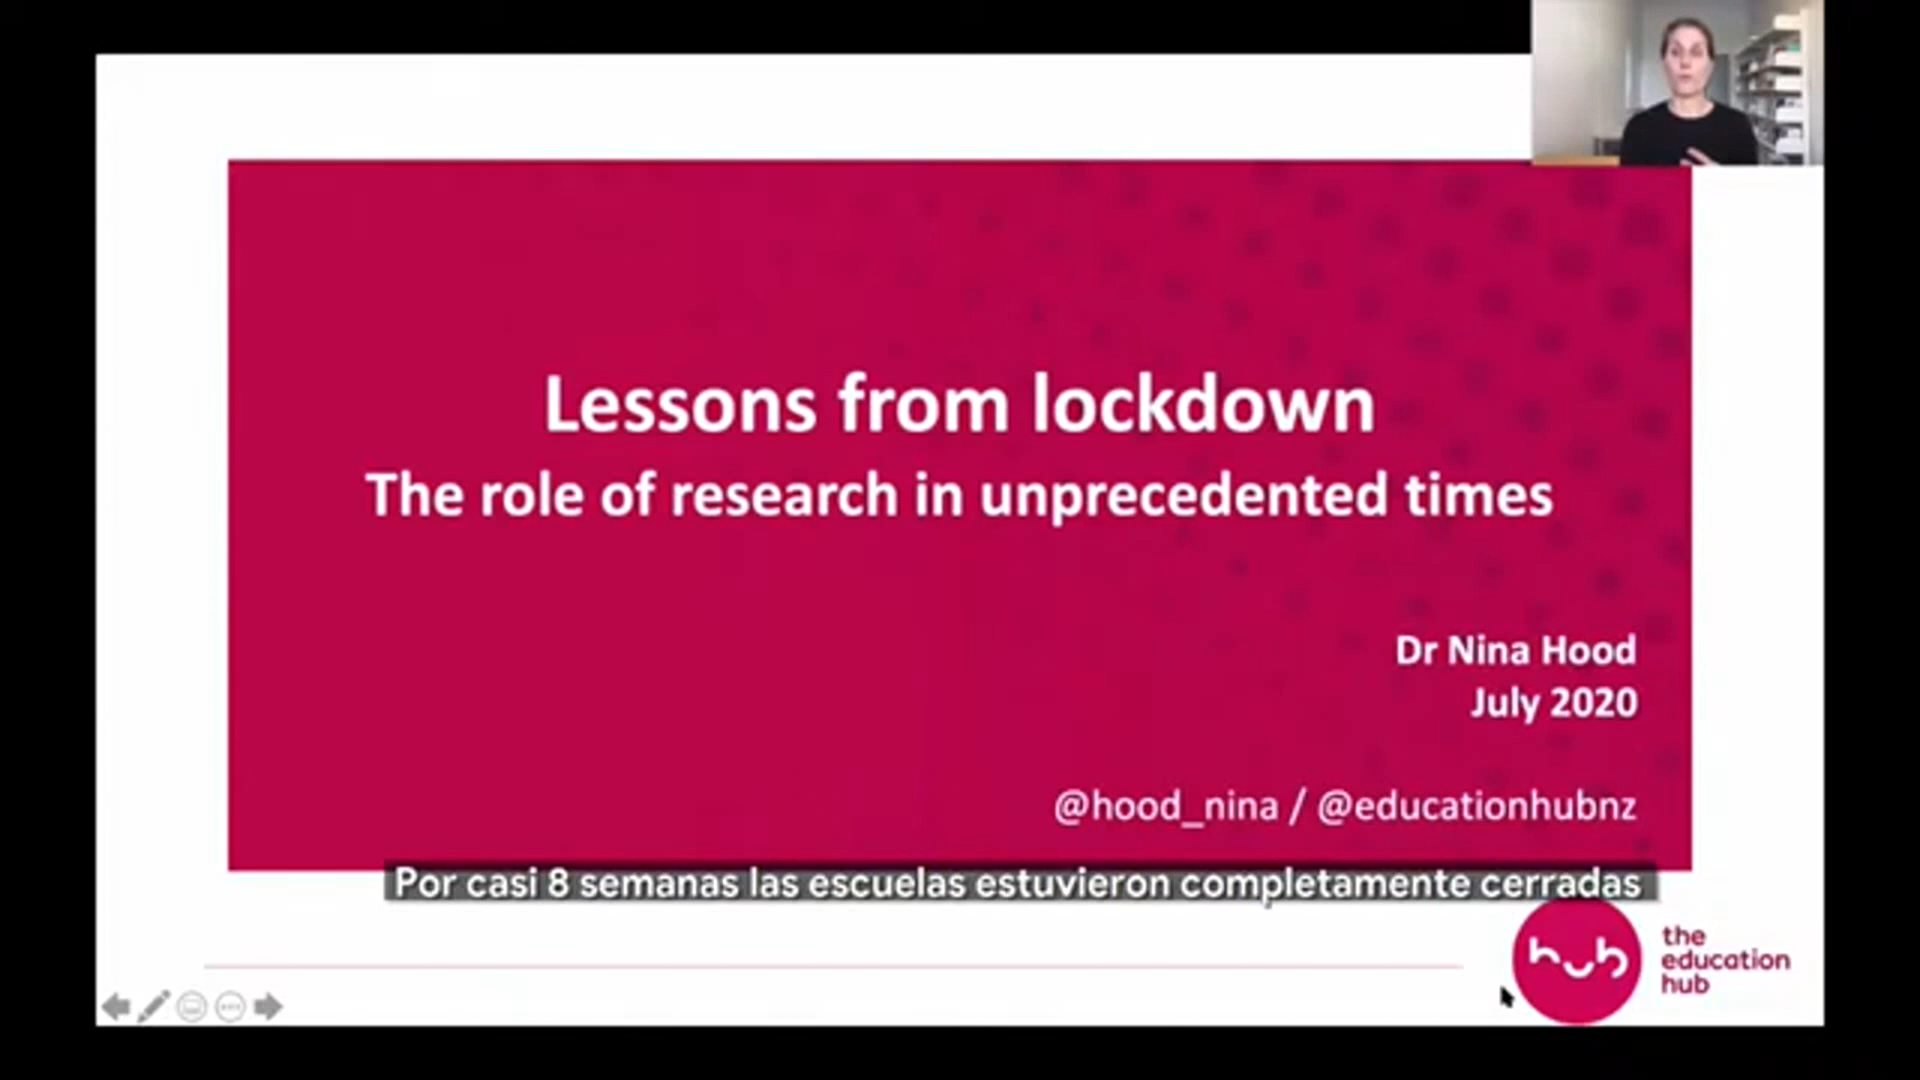 Lessons from lockdown
The role of research in unprecedented times
Dr Nina Hood
July 2020
@hood_nina / @educationhubnz
Por casi 8 semanas las escuelas estuvieron completamente cerradas
hub
the
education
hub